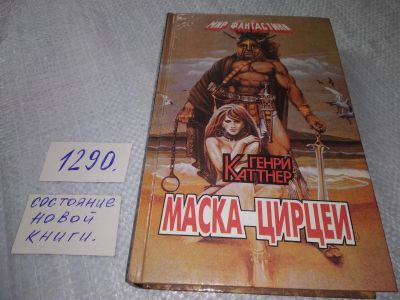 МИР ФАНТАСТИКИ
ГЕНРИ
КАТТНЕР
МАСКА ЦИРЦЕИ
1290.
состояние
новой
книги.